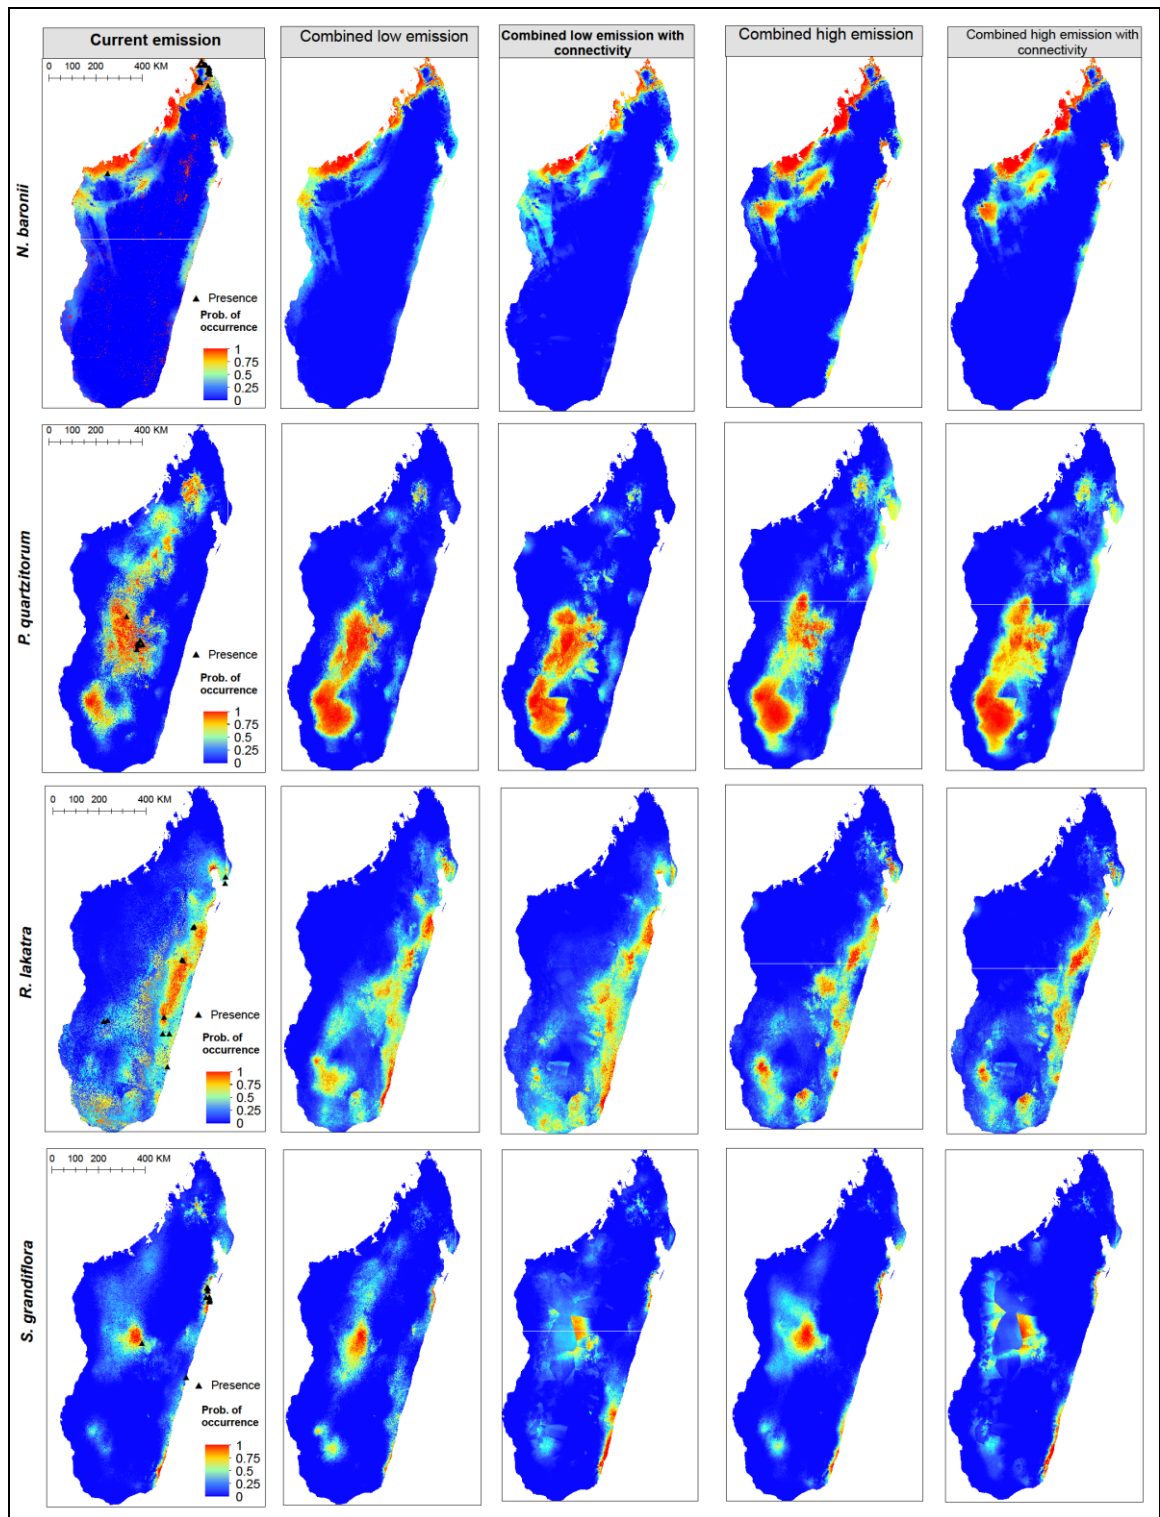 Current emission
Combined low emission
Combined low emission with
connectivity
Combined high emission
Combined high emission with
connectivity
N. baronii
0 100 200 400 KM
▲ Presence
Prob. of
occurrence
1
0.75
0.5
0.25
0
P. quartzitorum
0 100 200 400 KM
▲ Presence
Prob. of
occurrence
1
0.75
0.5
0.25
0
R. lakatra
0 100 200 400 KM
▲ Presence
Prob. of
occurrence
1
0.75
0.5
0.25
0
S. grandiflora
0 100 200 400 KM
▲ Presence
Prob. of
occurrence
1
0.75
0.5
0.25
0